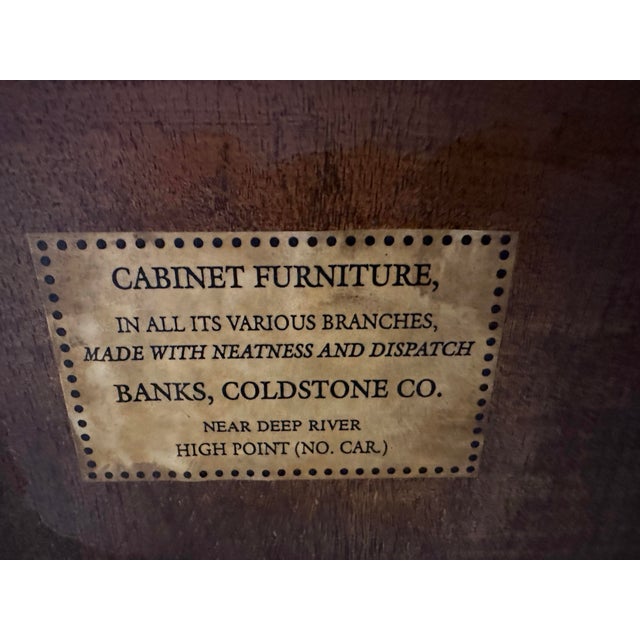 CABINET FURNITURE,
IN ALL ITS VARIOUS BRANCHES,
MADE WITH NEATNESS AND DISPATCH
BANKS, COLDSTONE CO.
NEAR DEEP RIVER
HIGH POINT (NO. CAR.)